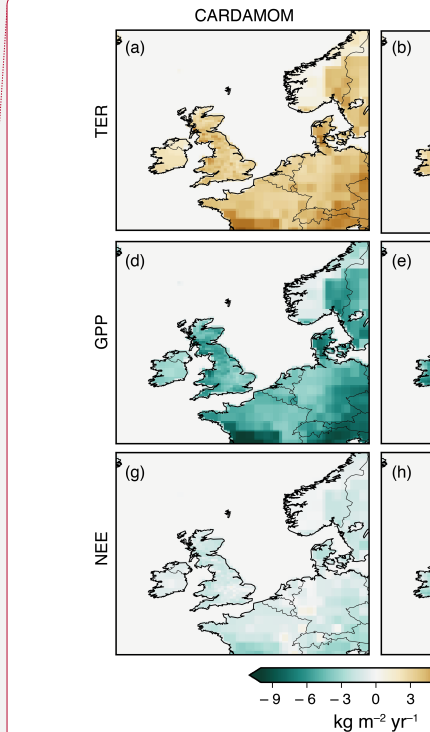 CARDAMOM
(a)
(b)
TER
(d)
(e)
GPP
(g)
(h)
NEE
−9 −6 −3 0 3
kg m⁻² yr⁻¹